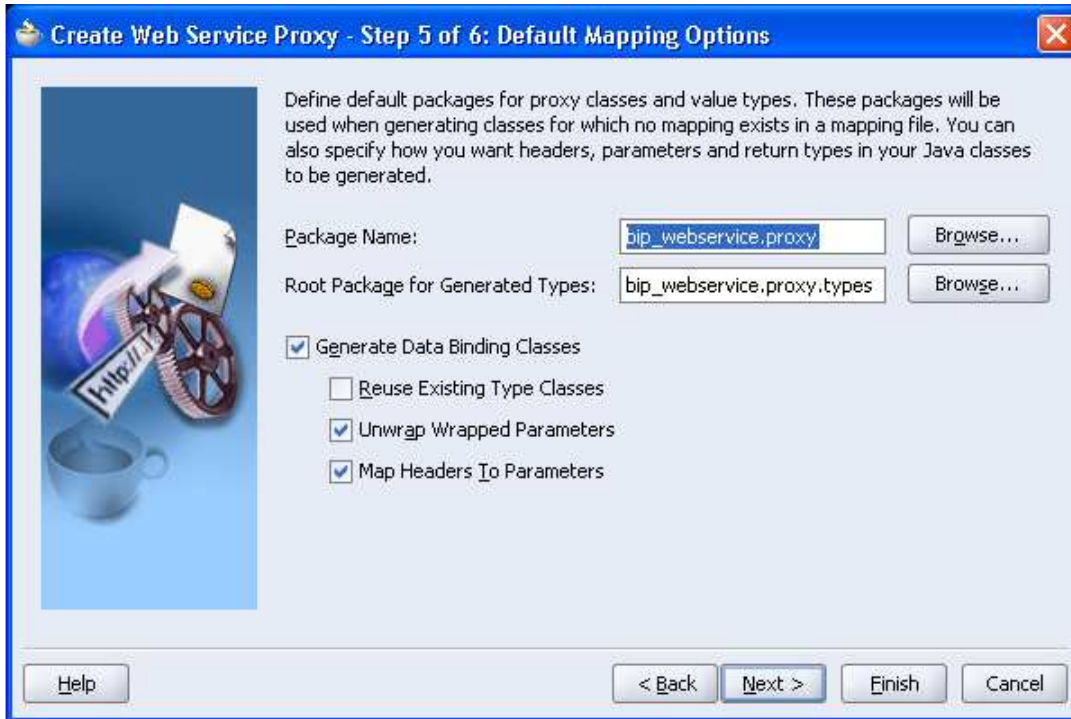 Create Web Service Proxy - Step 5 of 6: Default Mapping Options
Define default packages for proxy classes and value types. These packages will be
used when generating classes for which no mapping exists in a mapping file. You can
also specify how you want headers, parameters and return types in your Java classes
to be generated.
Package Name: bip_webservice.proxy Browse...
Root Package for Generated Types: bip_webservice.proxy.types Browse...
Generate Data Binding Classes
Reuse Existing Type Classes
Unwrap Wrapped Parameters
Map Headers To Parameters
http://
Help < Back Next > Finish Cancel